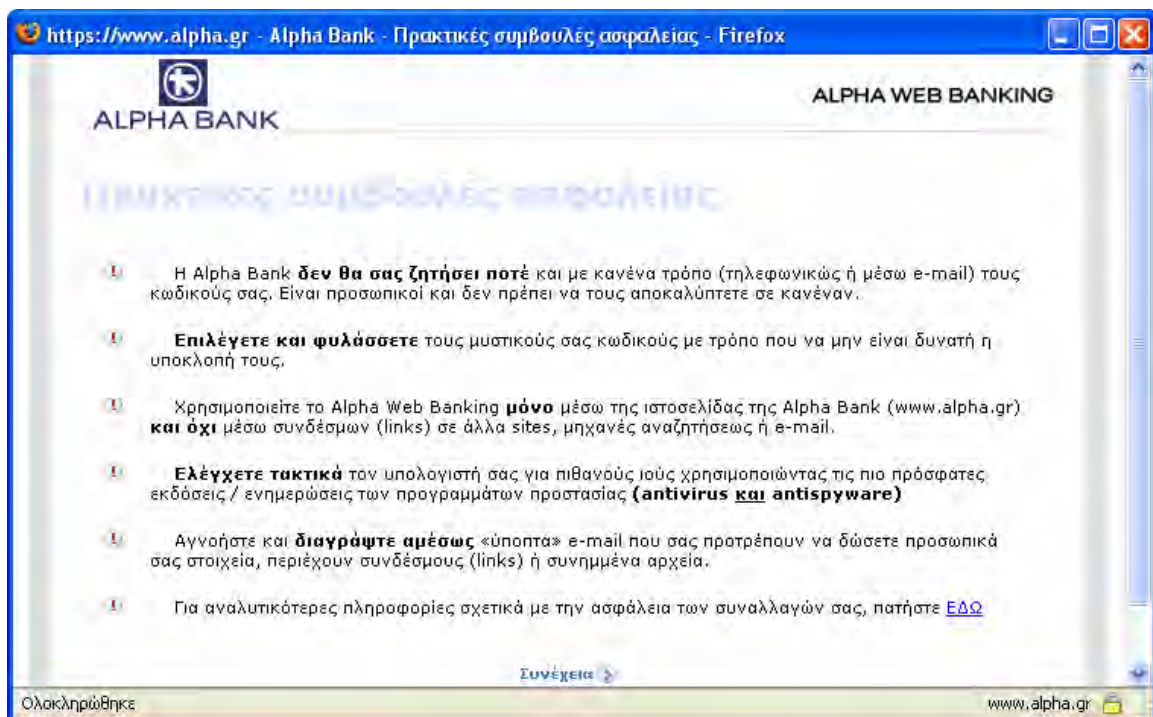 https://www.alpha.gr - Alpha Bank - Πρακτικές συμβουλές ασφαλείας - Firefox
ALPHA BANK
ALPHA WEB BANKING
Πρακτικές συμβουλές ασφαλείας
Η Alpha Bank δεν θα σας ζητήσει ποτέ και με κανένα τρόπο (τηλεφωνικώς ή μέσω e-mail) τους
κωδικούς σας. Είναι προσωπικοί και δεν πρέπει να τους αποκαλύπτετε σε κανέναν.
Επιλέγετε και φυλάσσετε τους μυστικούς σας κωδικούς με τρόπο που να μην είναι δυνατή η
υποκλοπή τους.
Χρησιμοποιείτε το Alpha Web Banking μόνο μέσω της ιστοσελίδας της Alpha Bank (www.alpha.gr)
και όχι μέσω συνδέσμων (links) σε άλλα sites, μηχανές αναζητήσεως ή e-mail.
Ελέγχετε τακτικά τον υπολογιστή σας για πιθανούς ιούς χρησιμοποιώντας τις πιο πρόσφατες
εκδόσεις / ενημερώσεις των προγραμμάτων προστασίας (antivirus και antispyware)
Αγνοήστε και διαγράψτε αμέσως «ύποπτα» e-mail που σας προτρέπουν να δώσετε προσωπικά
σας στοιχεία, περιέχουν συνδέσμους (links) ή συνημμένα αρχεία.
Για αναλυτικότερες πληροφορίες σχετικά με την ασφάλεια των συναλλαγών σας, πατήστε ΕΔΩ
Συνέχεια
Ολοκληρώθηκε
www.alpha.gr